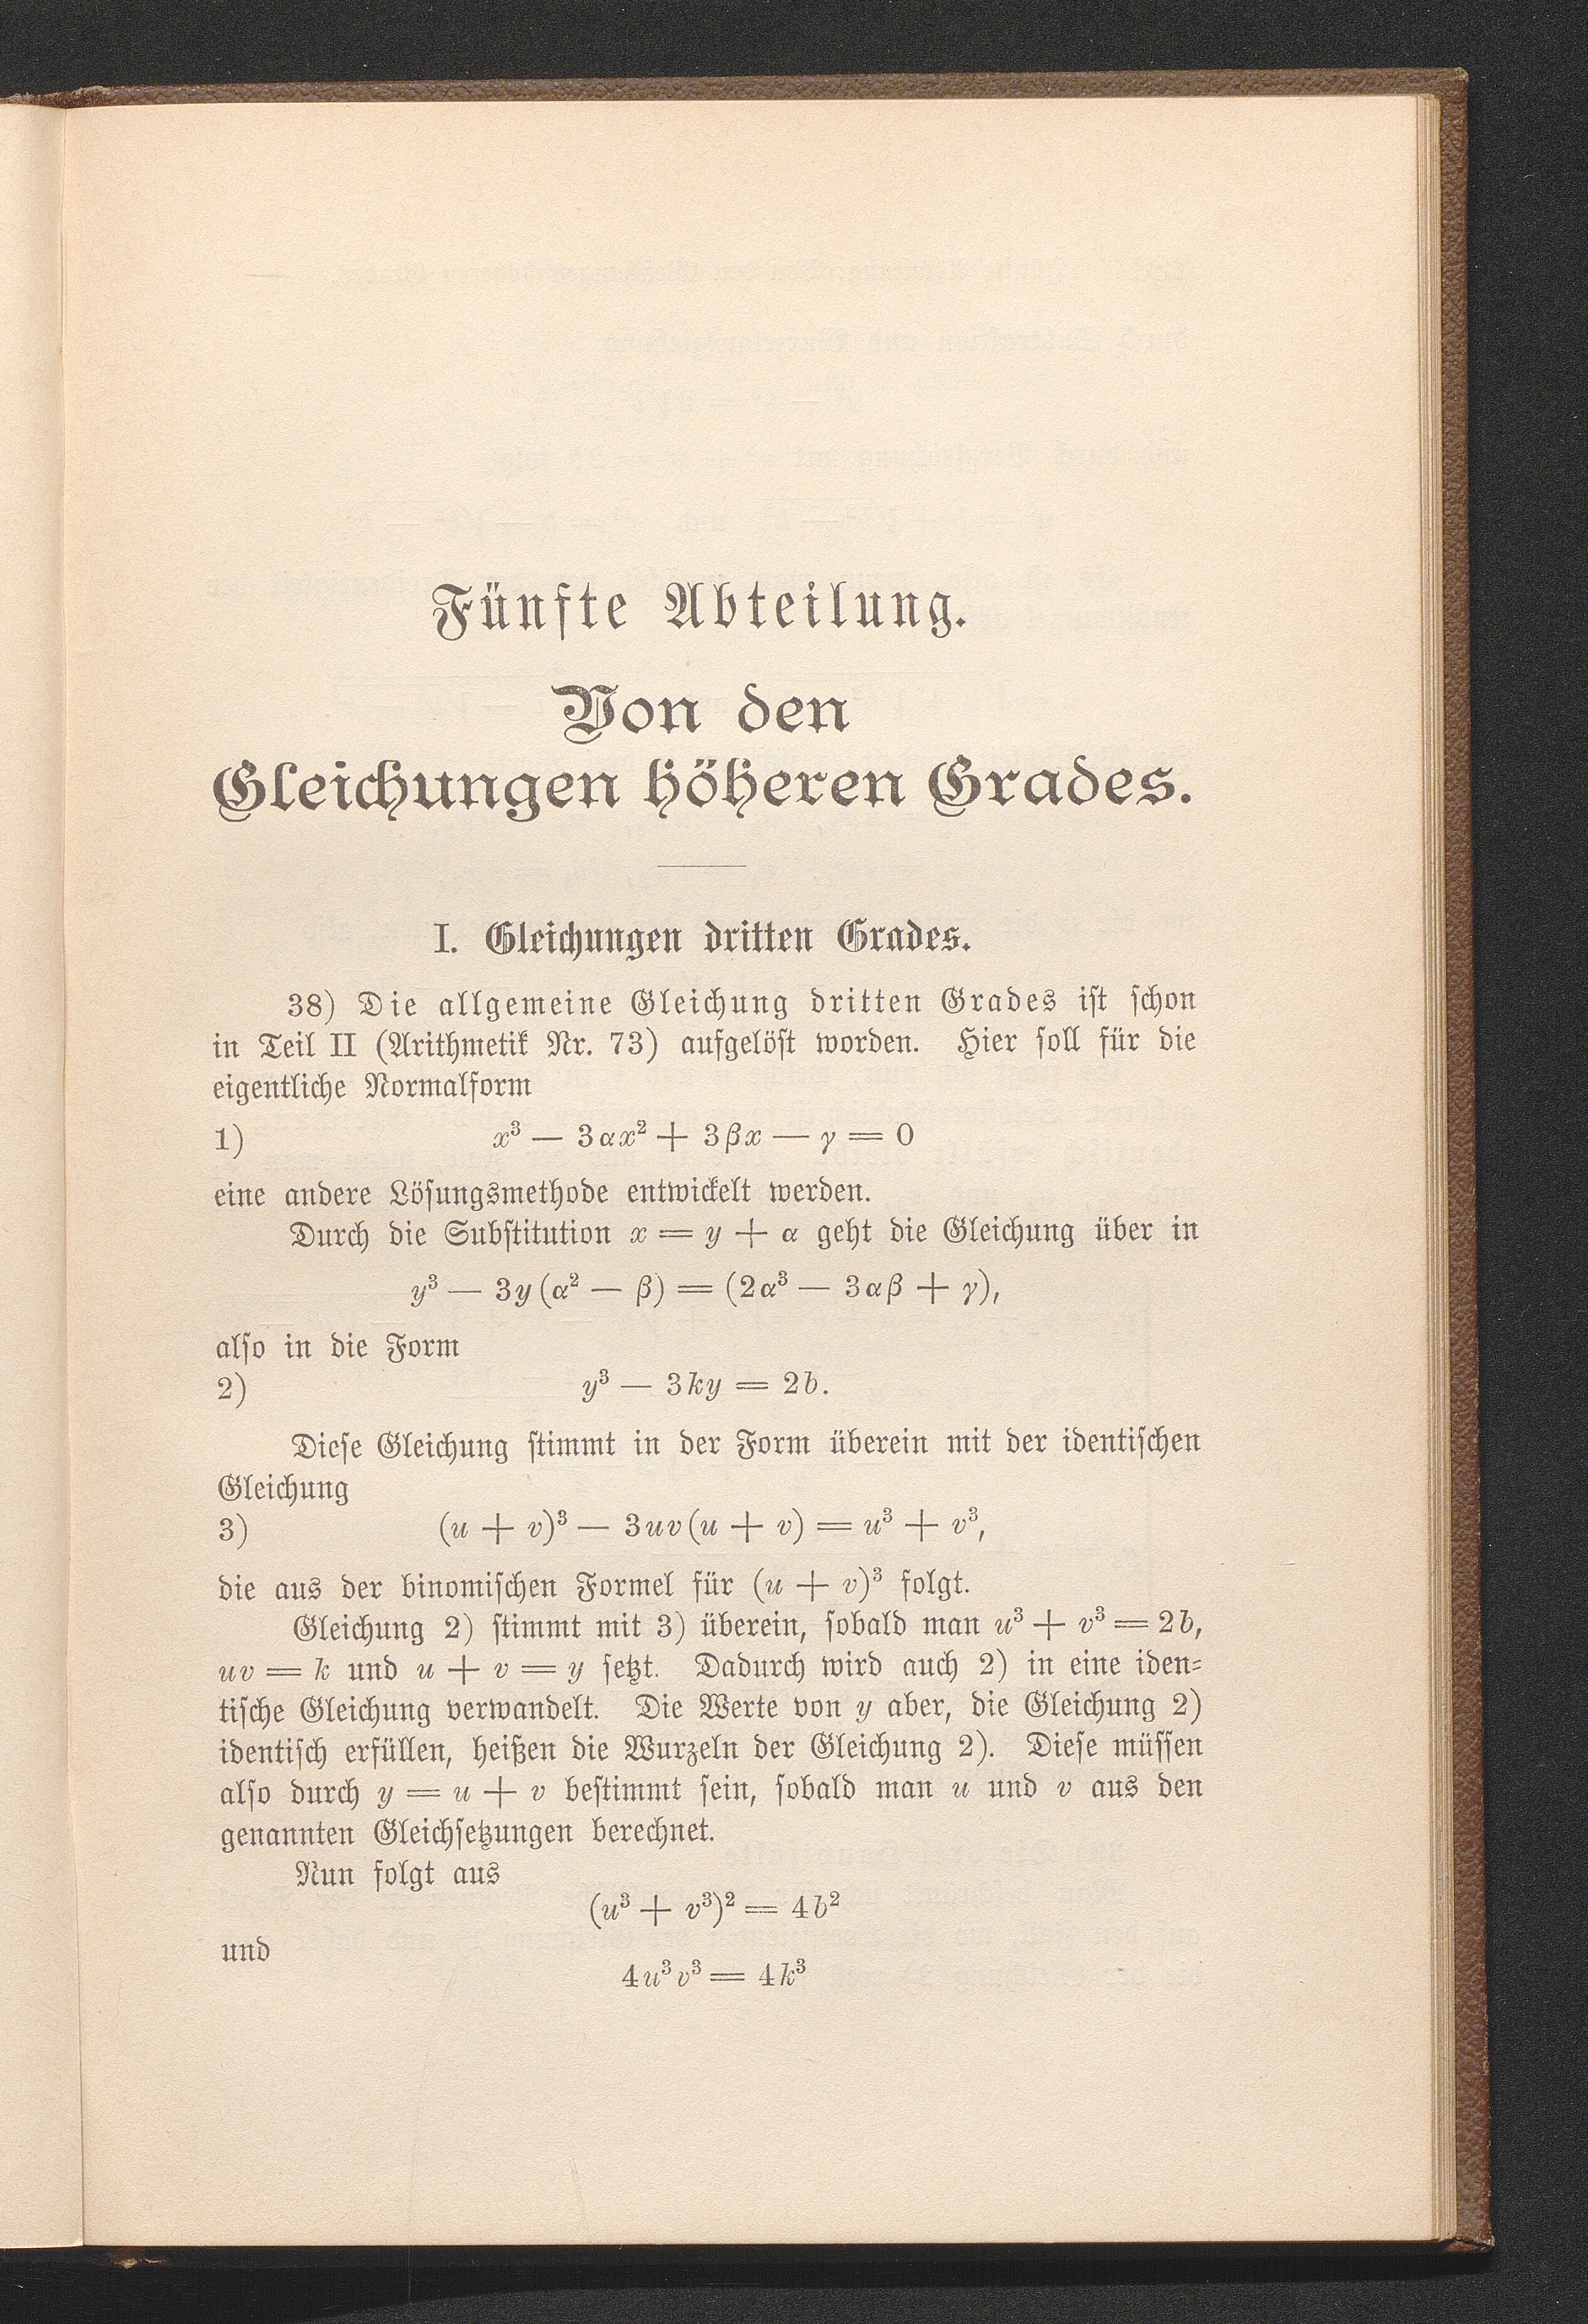 Fünfte Abteilung.
Von den
Gleichungen höheren Grades.
I. Gleichungen dritten Grades.
38) Die allgemeine Gleichung dritten Grades ist schon
in Teil II (Arithmetik Nr. 73) aufgelöst worden. Hier soll für die
eigentliche Normalform
1) x³ — 3αx² + 3βx — γ = 0
eine andere Lösungsmethode entwickelt werden.
Durch die Substitution x = y + α geht die Gleichung über in
y³ — 3y(α² — β) = (2α³ — 3αβ + γ),
also in die Form
2) y³ — 3ky = 2b.
Diese Gleichung stimmt in der Form überein mit der identischen
Gleichung
3) (u + v)³ — 3uv(u + v) = u³ + v³,
die aus der binomischen Formel für (u + v)³ folgt.
Gleichung 2) stimmt mit 3) überein, sobald man u³ + v³ = 2b,
uv = k und u + v = y setzt. Dadurch wird auch 2) in eine iden-
tische Gleichung verwandelt. Die Werte von y aber, die Gleichung 2)
identisch erfüllen, heißen die Wurzeln der Gleichung 2). Diese müssen
also durch y = u + v bestimmt sein, sobald man u und v aus den
genannten Gleichsetzungen berechnet.
Nun folgt aus
(u³ + v³)² = 4b²
und
4u³v³ = 4k³